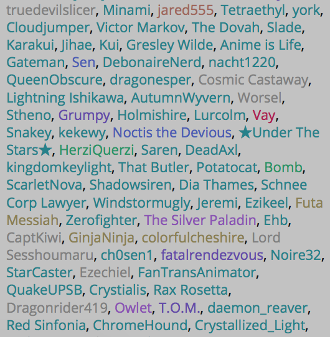 truedevilslicer, Minami, jared555, Tetraethyl, york,
Cloudjumper, Victor Markov, The Dovah, Slade,
Karakui, Jihae, Kui, Gresley Wilde, Anime is Life,
Gateman, Sen, DebonaireNerd, nacht1220,
QueenObscure, dragonesper, Cosmic Castaway,
Lightning Ishikawa, AutumnWyvern, Worsel,
Stheno, Grumpy, Holmishire, Lurcolm, Vay,
Snakey, kekewy, Noctis the Devious, ★Under The
Stars★, HerziQuerzi, Saren, DeadAxl,
kingdomkeylight, That Butler, Potatocat, Bomb,
ScarletNova, Shadowsiren, Dia Thames, Schnee
Corp Lawyer, Windstormugly, Jeremi, Ezikeel, Futa
Messiah, Zerofighter, The Silver Paladin, Ehb,
CaptKiwi, GinjaNinja, colorfulcheshire, Lord
Sesshoumaru, ch0sen1, fatalrendezvous, Noire32,
StarCaster, Ezechiel, FanTransAnimator,
QuakeUPSB, Crystialis, Rax Rosetta,
Dragonrider419, Owlet, T.O.M., daemon_reaver,
Red Sinfonia, ChromeHound, Crystallized_Light,